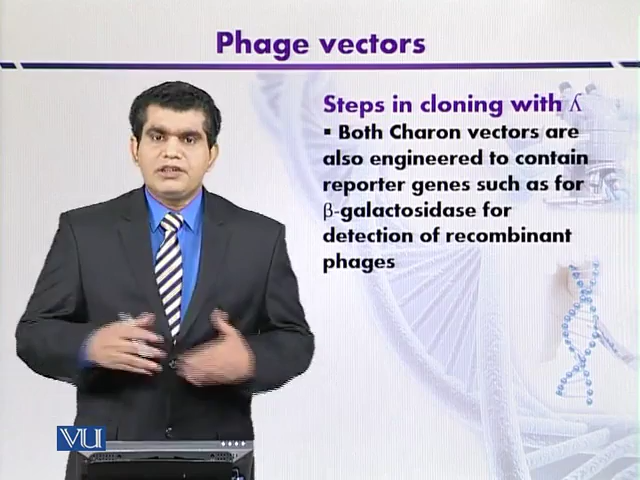 Phage vectors
Steps in cloning with ʎ
▪ Both Charon vectors are
also engineered to contain
reporter genes such as for
β-galactosidase for
detection of recombinant
phages
VU